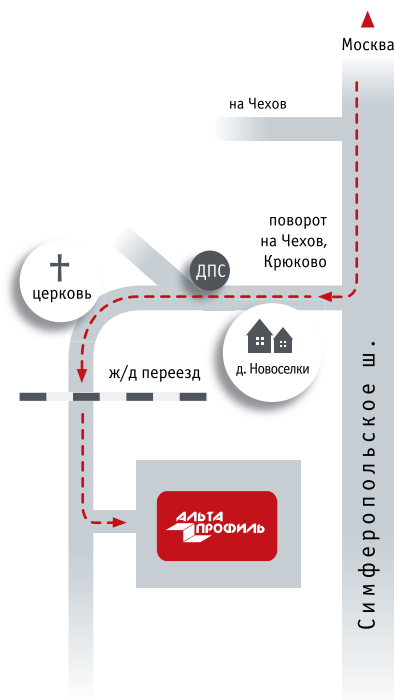 Москва
на Чехов
поворот
на Чехов,
Крюково
ДПС
церковь
д. Новоселки
ж/д переезд
Симферопольское ш.
АЛЬТА
ПРОФИЛЬ